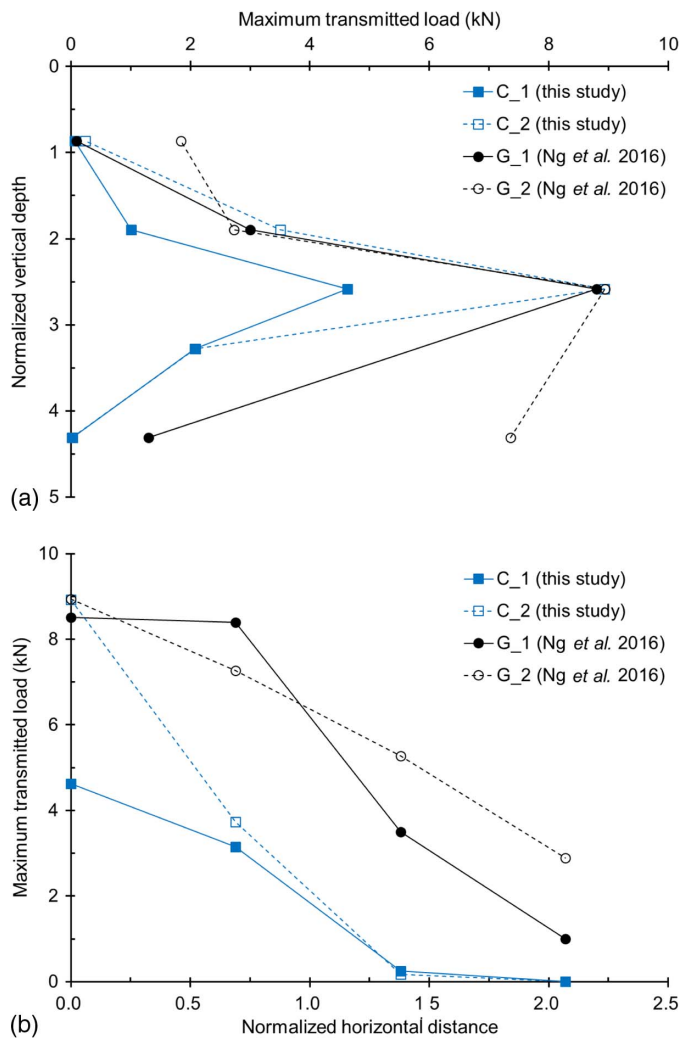 Maximum transmitted load (kN)
0 2 4 6 8 10
0
1
2
3
4
5
Normalized vertical depth
C_1 (this study)
C_2 (this study)
G_1 (Ng et al. 2016)
G_2 (Ng et al. 2016)
(a)
10
8
6
4
2
0
Maximum transmitted load (kN)
C_1 (this study)
C_2 (this study)
G_1 (Ng et al. 2016)
G_2 (Ng et al. 2016)
0.0 0.5 1.0 1.5 2.0 2.5
(b)
Normalized horizontal distance